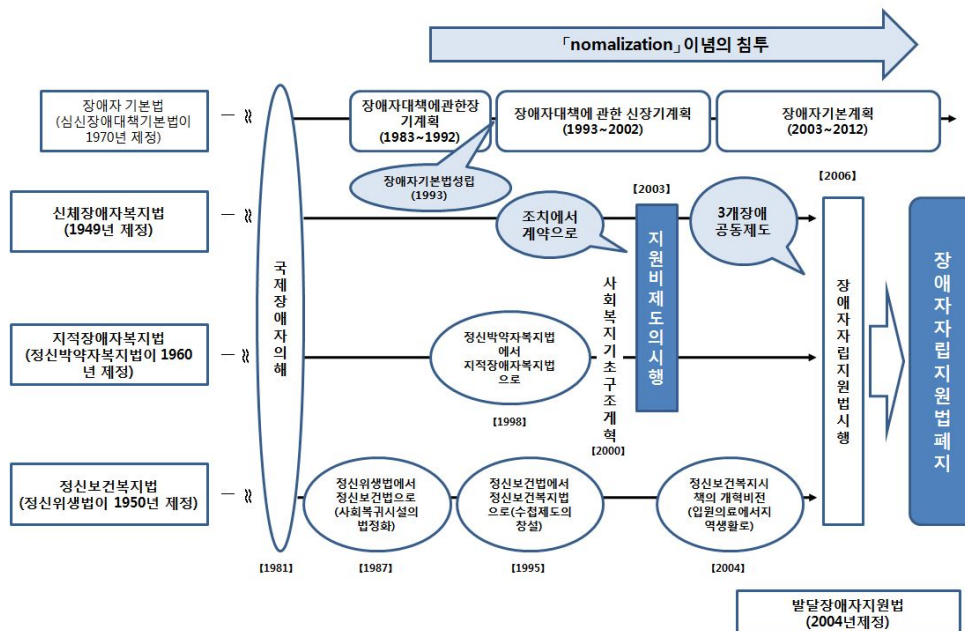 「nomalization」이념의 침투
장애자 기본법
(심신장애대책기본법이
1970년 제정)
장애자대책에관한장
기계획
(1983~1992)
장애자대책에 관한 신장기계획
(1993~2002)
장애자기본계획
(2003~2012)
장애자기본법성립
(1993)
신체장애자복지법
(1949년 제정)
조치에서
계약으로
【2003】
3개장애
공동제도
【2006】
국제장애자의해
지원비제도의시행
사회복지기초구조개혁
장애자자립지원법시행
장애자자립지원법폐지
지적장애자복지법
(정신박약자복지법이 1960
년 제정)
정신박약자복지법
에서
지적장애자복지법
으로
【1998】
【2000】
정신보건복지법
(정신위생법이 1950년 제정)
정신위생법에서
정신보건법으로
(사회복귀시설의
법정화)
정신보건법에서
정신보건복지법
으로(수첩제도의
창설)
정신보건복지시
책의 개혁비전
(입원의료에서지
역생활로)
【1981】
【1987】
【1995】
【2004】
발달장애자지원법
(2004년제정)